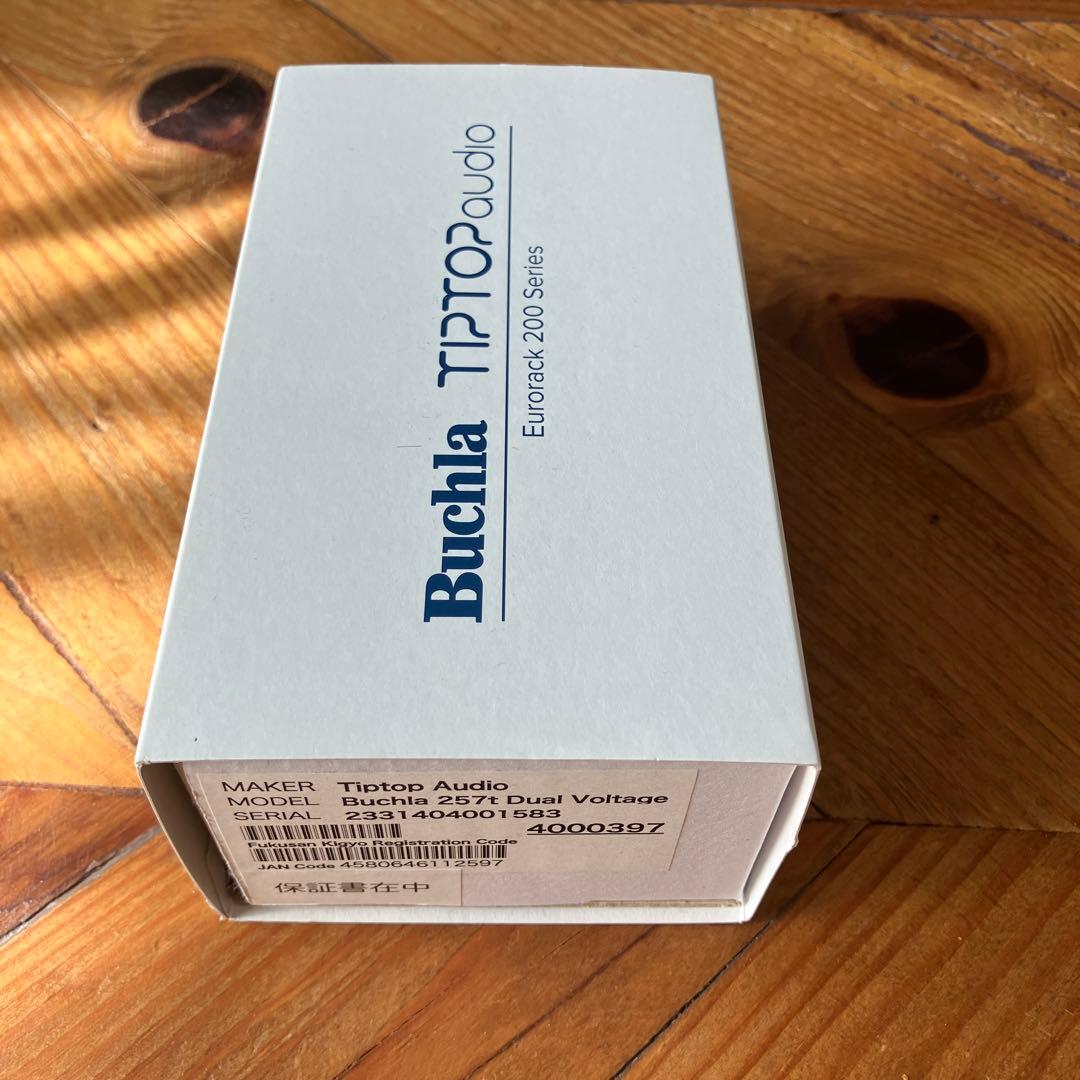 Buchla TIPTOPaudio
Eurorack 200 Series
MAKER Tiptop Audio
MODEL Buchla 257t Dual Voltage
SERIAL 2331404001583
4000397
Fukusan Kigyo Registration Code
JAN Code 4580646112597
保証書在中